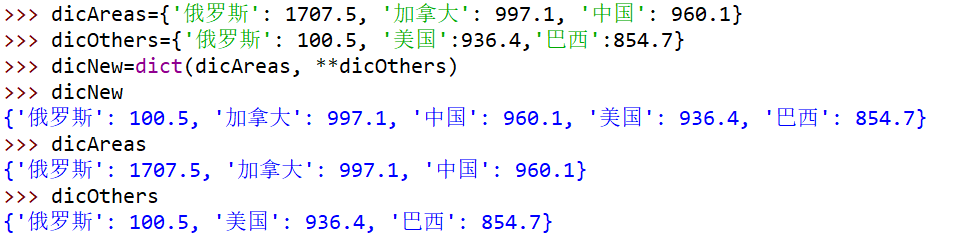 >>> dicAreas={'俄罗斯': 1707.5, '加拿大': 997.1, '中国': 960.1}
>>> dicOthers={'俄罗斯': 100.5, '美国':936.4,'巴西':854.7}
>>> dicNew=dict(dicAreas, **dicOthers)
>>> dicNew
{'俄罗斯': 100.5, '加拿大': 997.1, '中国': 960.1, '美国': 936.4, '巴西': 854.7}
>>> dicAreas
{'俄罗斯': 1707.5, '加拿大': 997.1, '中国': 960.1}
>>> dicOthers
{'俄罗斯': 100.5, '美国': 936.4, '巴西': 854.7}